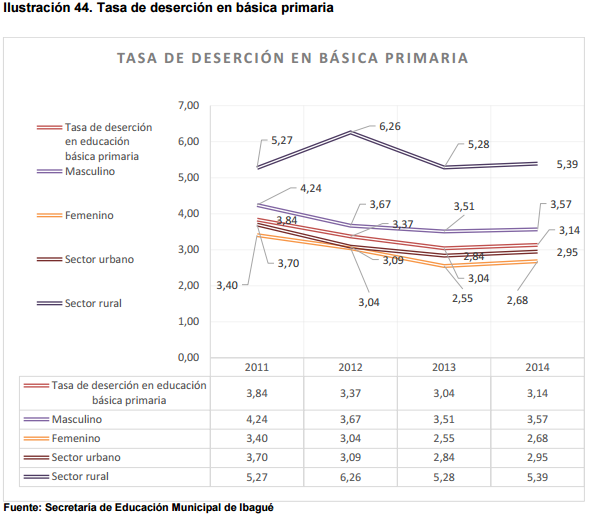 Ilustración 44. Tasa de deserción en básica primaria
TASA DE DESERCIÓN EN BÁSICA PRIMARIA
7,00
6,00
5,00
4,00
3,00
2,00
1,00
0,00
Tasa de deserción
en educación
básica primaria
Masculino
Femenino
Sector urbano
Sector rural
5,27
6,26
5,28
5,39
4,24
3,67
3,51
3,57
3,84
3,37
3,04
3,14
3,70
3,09
2,84
2,95
3,40
3,04
2,55
2,68
2011 2012 2013 2014
Tasa de deserción en educación
básica primaria 3,84 3,37 3,04 3,14
Masculino 4,24 3,67 3,51 3,57
Femenino 3,40 3,04 2,55 2,68
Sector urbano 3,70 3,09 2,84 2,95
Sector rural 5,27 6,26 5,28 5,39
Fuente: Secretaría de Educación Municipal de Ibagué